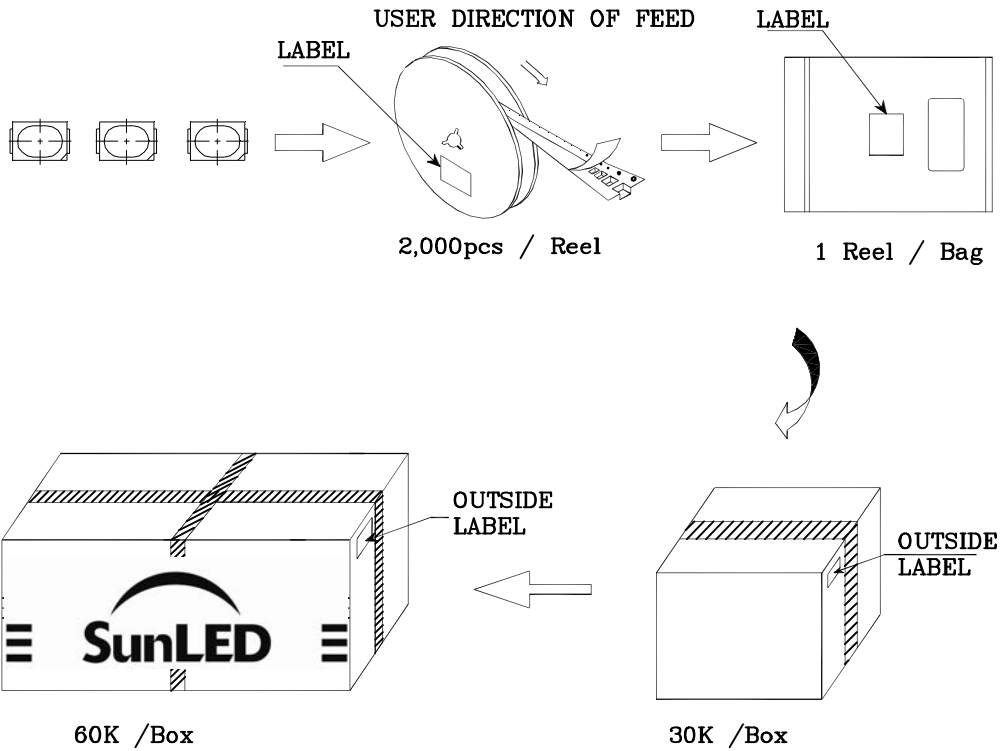 USER DIRECTION OF FEED
LABEL
LABEL
2,000pcs / Reel
1 Reel / Bag
OUTSIDE
LABEL
OUTSIDE
LABEL
SunLED
60K /Box
30K /Box